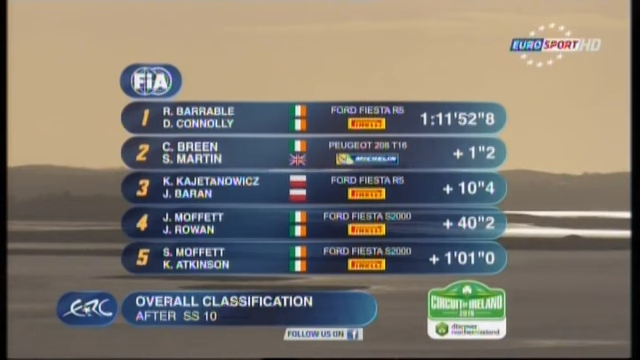 EUROSPORT HD
FIA
1 R. BARRABLE FORD FIESTA R5
D. CONNOLLY PIRELLI 1:11'52"8
2 C. BREEN PEUGEOT 208 T16
S. MARTIN MICHELIN + 1"2
3 K. KAJETANOWICZ FORD FIESTA R5
J. BARAN PIRELLI + 10"4
4 J. MOFFETT FORD FIESTA S2000
J. ROWAN PIRELLI + 40"2
5 S. MOFFETT FORD FIESTA S2000
K. ATKINSON PIRELLI + 1'01"0
ERC OVERALL CLASSIFICATION
AFTER SS 10
FOLLOW US ON f
CIRCUIT OF IRELAND
2015
discover
northernireland